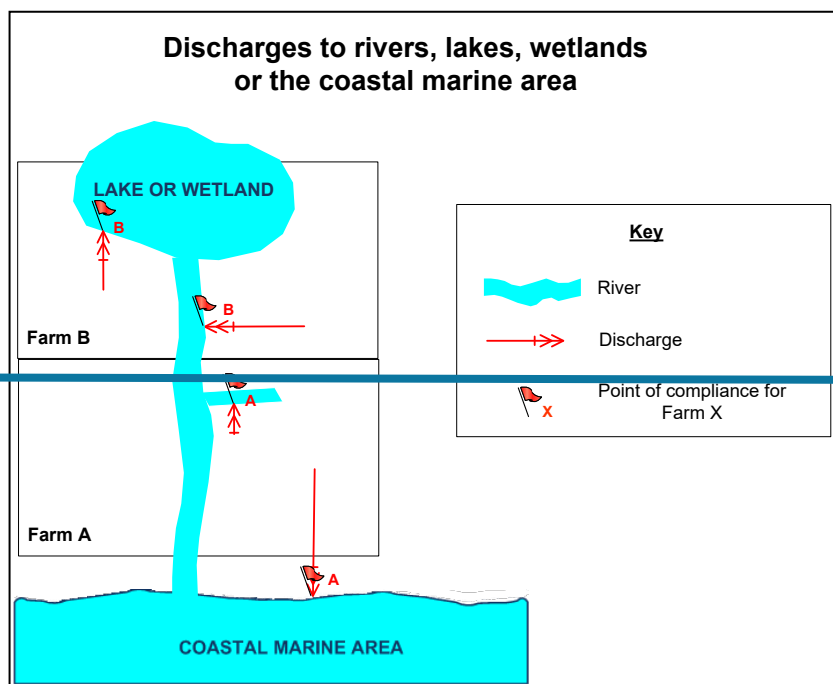 Discharges to rivers, lakes, wetlands
or the coastal marine area
LAKE OR WETLAND
B
B
Farm B
A
Farm A
A
COASTAL MARINE AREA
Key
River
Discharge
Point of compliance for
Farm X
X